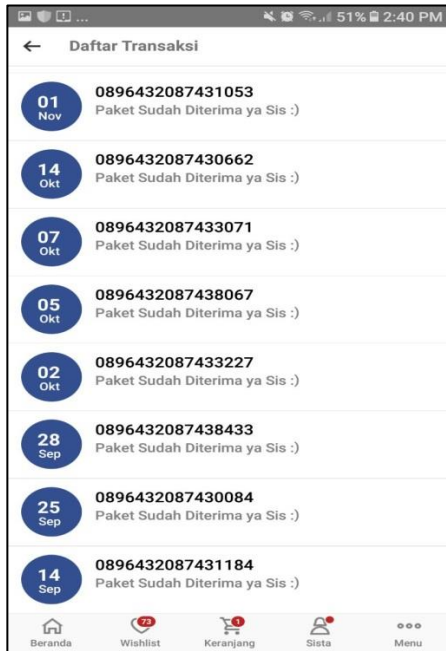 ... 51% 2:40 PM
Daftar Transaksi
01
Nov
0896432087431053
Paket Sudah Diterima ya Sis :)
14
Okt
0896432087430662
Paket Sudah Diterima ya Sis :)
07
Okt
0896432087433071
Paket Sudah Diterima ya Sis :)
05
Okt
0896432087438067
Paket Sudah Diterima ya Sis :)
02
Okt
0896432087433227
Paket Sudah Diterima ya Sis :)
28
Sep
0896432087438433
Paket Sudah Diterima ya Sis :)
25
Sep
0896432087430084
Paket Sudah Diterima ya Sis :)
14
Sep
0896432087431184
Paket Sudah Diterima ya Sis :)
73 1
Beranda Wishlist Keranjang Sista Menu